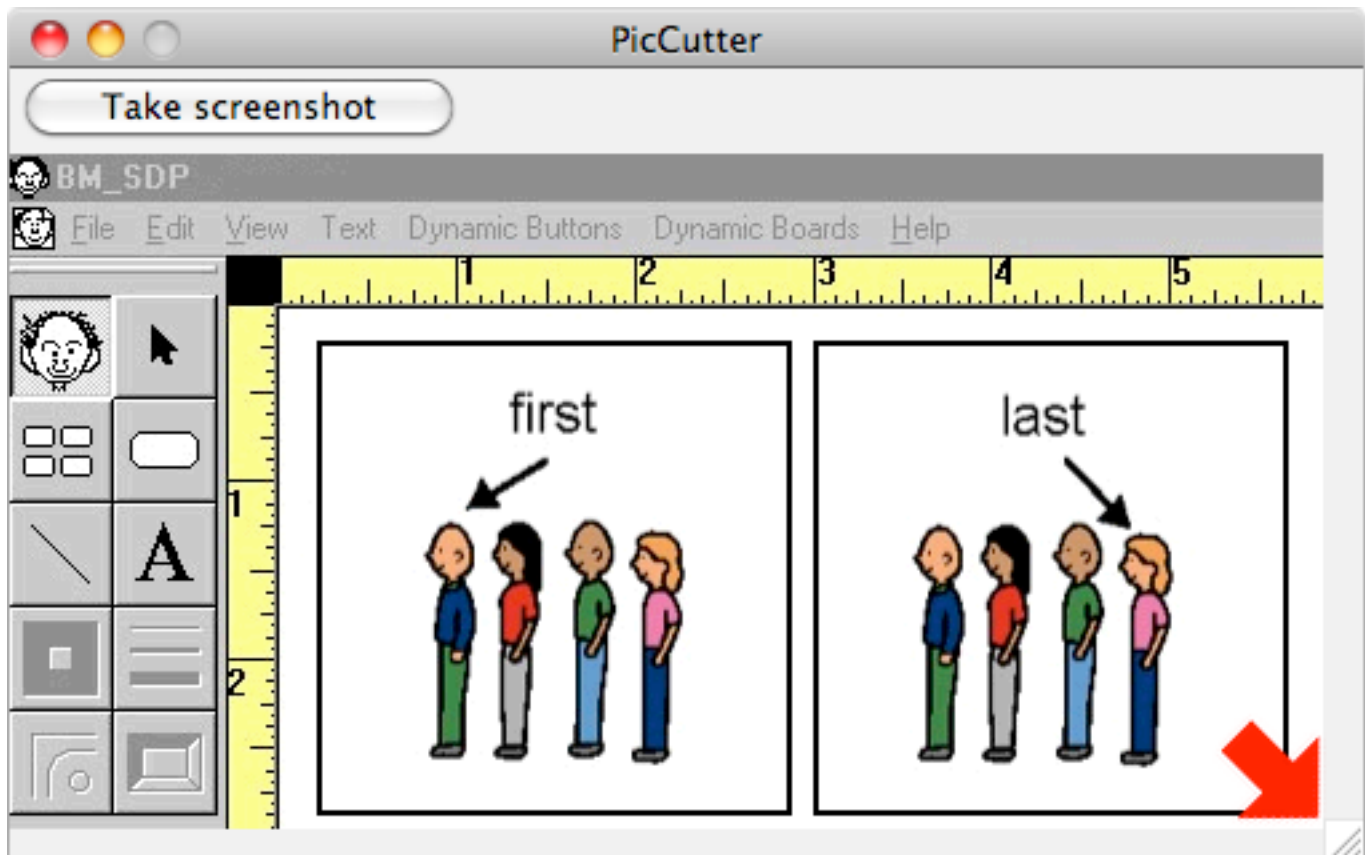 PicCutter
Take screenshot
BM_SDP
File Edit View Text Dynamic Buttons Dynamic Boards Help
1 2 3 4 5
first
last
1
A
2